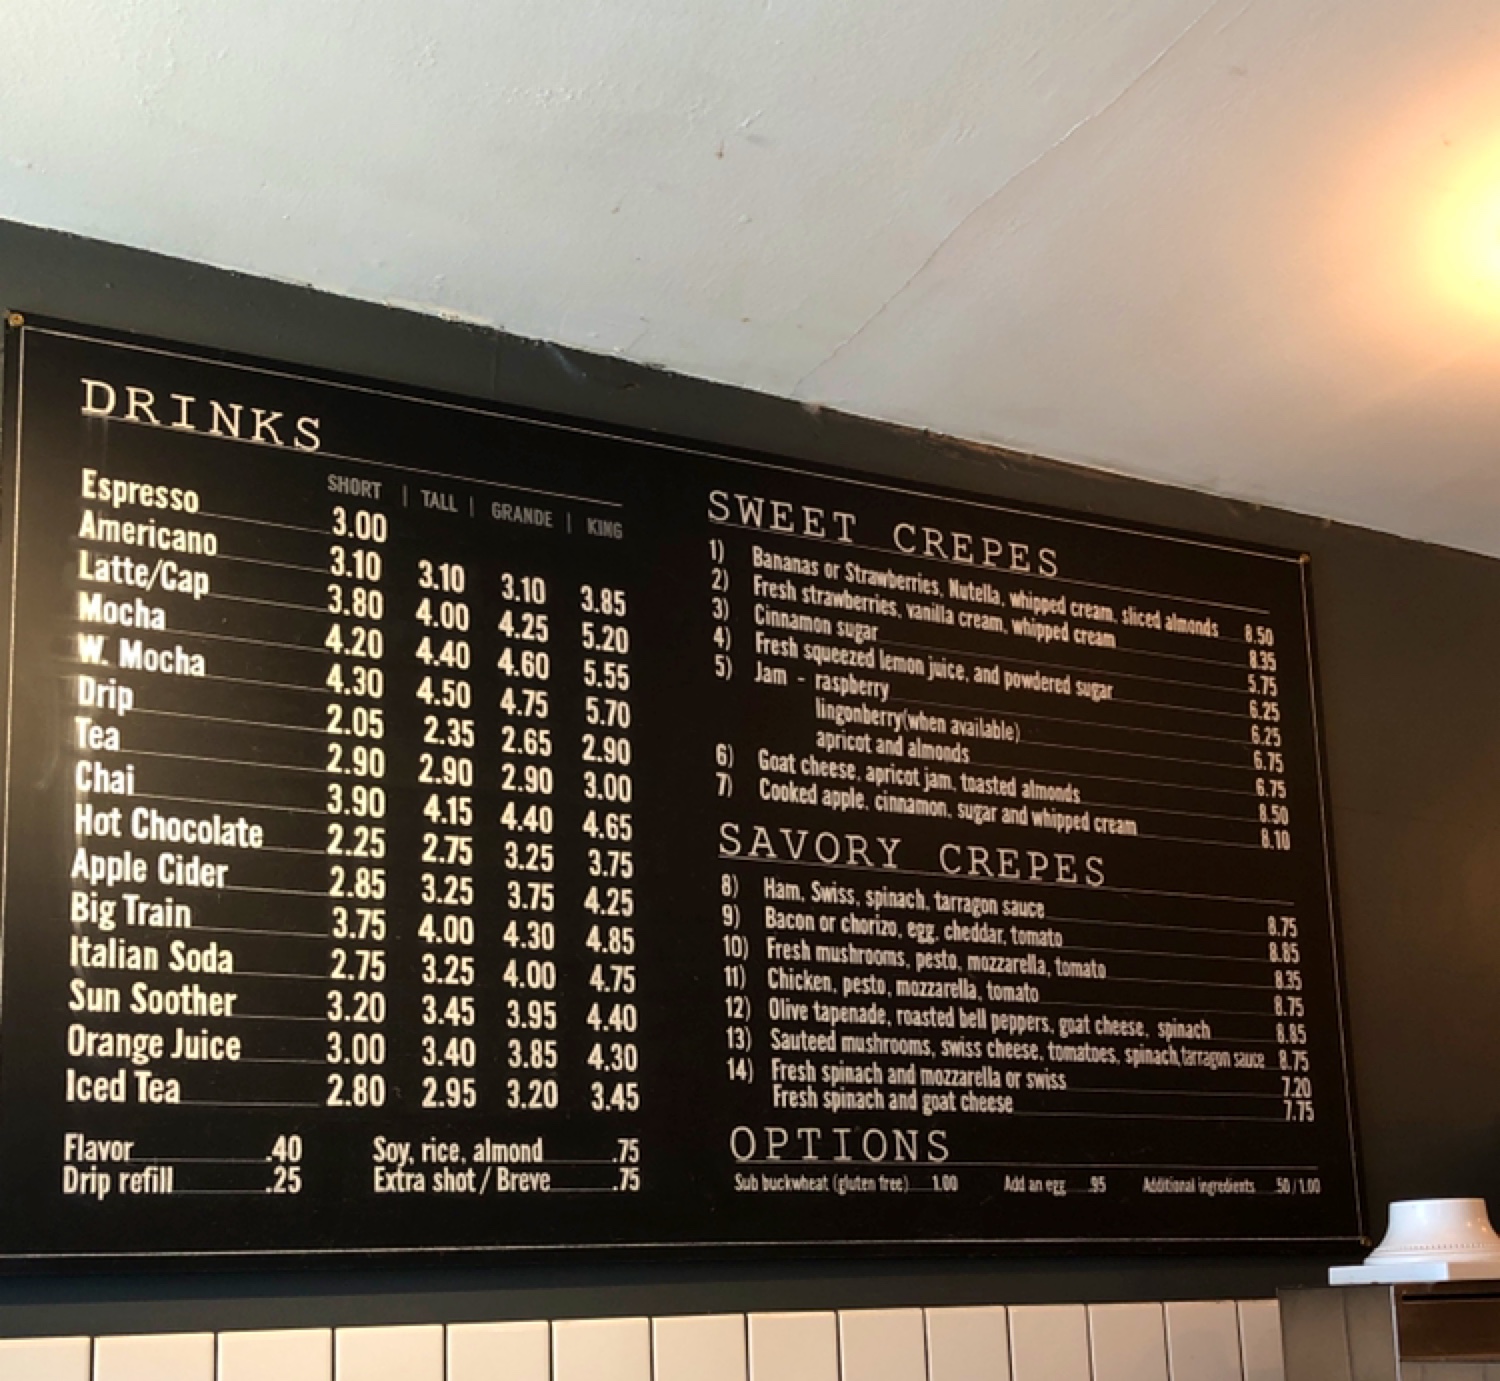 DRINKS
SHORT | TALL | GRANDE | KING
Espresso 3.00
Americano 3.10 3.10 3.10 3.85
Latte/Cap 3.80 4.00 4.25 5.20
Mocha 4.20 4.40 4.60 5.55
W. Mocha 4.30 4.50 4.75 5.70
Drip 2.05 2.35 2.65 2.90
Tea 2.90 2.90 2.90 3.00
Chai 3.90 4.15 4.40 4.65
Hot Chocolate 2.25 2.75 3.25 3.75
Apple Cider 2.85 3.25 3.75 4.25
Big Train 3.75 4.00 4.30 4.85
Italian Soda 2.75 3.25 4.00 4.75
Sun Soother 3.20 3.45 3.95 4.40
Orange Juice 3.00 3.40 3.85 4.30
Iced Tea 2.80 2.95 3.20 3.45
Flavor .40 Soy, rice, almond .75
Drip refill .25 Extra shot / Breve .75
SWEET CREPES
1) Bananas or Strawberries, Nutella, whipped cream, sliced almonds 8.50
2) Fresh strawberries, vanilla cream, whipped cream 8.35
3) Cinnamon sugar 5.75
4) Fresh squeezed lemon juice, and powdered sugar 6.25
5) Jam - raspberry 6.25
lingonberry(when available) 6.75
apricot and almonds 6.75
6) Goat cheese, apricot jam, toasted almonds 8.50
7) Cooked apple, cinnamon, sugar and whipped cream 8.10
SAVORY CREPES
8) Ham, Swiss, spinach, tarragon sauce 8.75
9) Bacon or chorizo, egg, cheddar, tomato 8.85
10) Fresh mushrooms, pesto, mozzarella, tomato 8.35
11) Chicken, pesto, mozzarella, tomato 8.75
12) Olive tapenade, roasted bell peppers, goat cheese, spinach 8.85
13) Sauteed mushrooms, swiss cheese, tomatoes, spinach,tarragon sauce 8.75
14) Fresh spinach and mozzarella or swiss 7.20
Fresh spinach and goat cheese 7.75
OPTIONS
Sub buckwheat (gluten free) 1.00 Add an egg .95 Additional ingredients .50 / 1.00